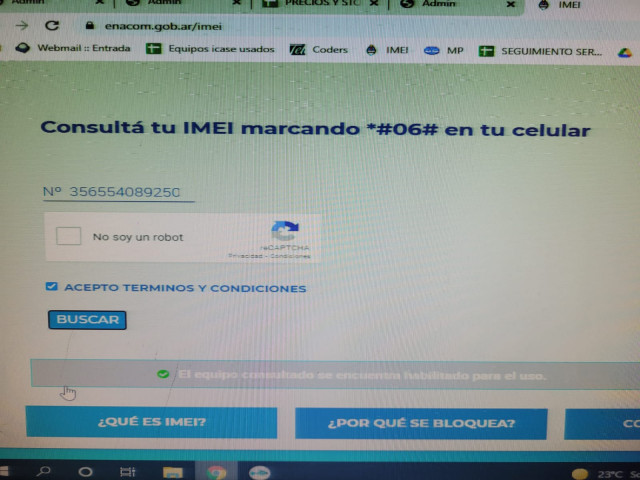 Admin
Admin
PRECIOS Y STC
Admin
IMEI
enacom.gob.ar/imei
Webmail :: Entrada
Equipos icase usados
Coders
IMEI
MP
SEGUIMIENTO SER...
Consultá tu IMEI marcando *#06# en tu celular
Nº 356554089250
No soy un robot
reCAPTCHA
Privacidad - Condiciones
ACEPTO TERMINOS Y CONDICIONES
BUSCAR
El equipo consultado se encuentra habilitado para el uso.
¿QUÉ ES IMEI?
¿POR QUÉ SE BLOQUEA?
CO
23°C So